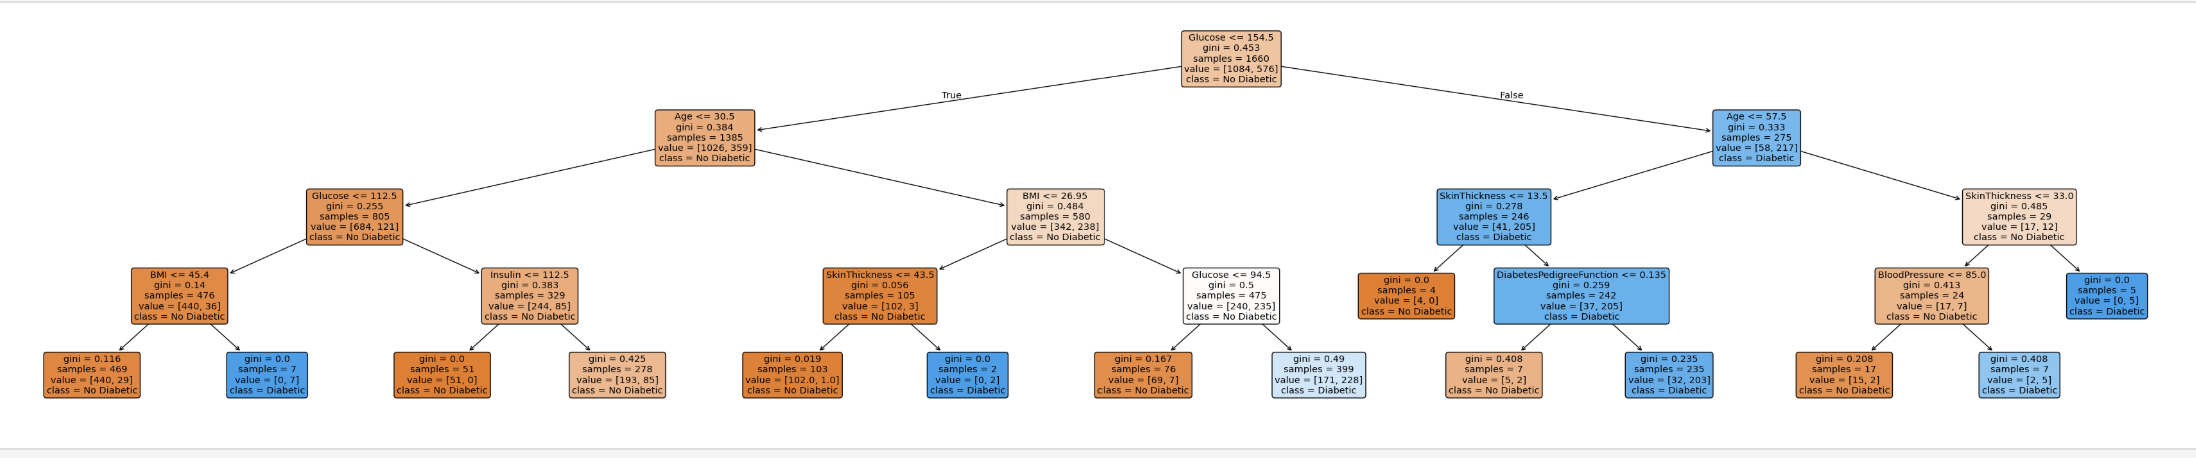 Glucose <= 154.5
gini = 0.453
samples = 1660
value = [1084, 576]
class = No Diabetic
True
False
Age <= 30.5
gini = 0.384
samples = 1385
value = [1026, 359]
class = No Diabetic
Age <= 57.5
gini = 0.333
samples = 275
value = [58, 217]
class = Diabetic
Glucose <= 112.5
gini = 0.255
samples = 805
value = [684, 121]
class = No Diabetic
BMI <= 26.95
gini = 0.484
samples = 580
value = [342, 238]
class = No Diabetic
SkinThickness <= 13.5
gini = 0.278
samples = 246
value = [41, 205]
class = Diabetic
SkinThickness <= 33.0
gini = 0.485
samples = 29
value = [17, 12]
class = No Diabetic
BMI <= 45.4
gini = 0.14
samples = 476
value = [440, 36]
class = No Diabetic
Insulin <= 112.5
gini = 0.383
samples = 329
value = [244, 85]
class = No Diabetic
SkinThickness <= 43.5
gini = 0.056
samples = 105
value = [102, 3]
class = No Diabetic
Glucose <= 94.5
gini = 0.5
samples = 475
value = [240, 235]
class = No Diabetic
gini = 0.0
samples = 4
value = [4, 0]
class = No Diabetic
DiabetesPedigreeFunction <= 0.135
gini = 0.259
samples = 242
value = [37, 205]
class = Diabetic
BloodPressure <= 85.0
gini = 0.413
samples = 24
value = [17, 7]
class = No Diabetic
gini = 0.0
samples = 5
value = [0, 5]
class = Diabetic
gini = 0.116
samples = 469
value = [440, 29]
class = No Diabetic
gini = 0.0
samples = 7
value = [0, 7]
class = Diabetic
gini = 0.0
samples = 51
value = [51, 0]
class = No Diabetic
gini = 0.425
samples = 278
value = [193, 85]
class = No Diabetic
gini = 0.019
samples = 103
value = [102.0, 1.0]
class = No Diabetic
gini = 0.0
samples = 2
value = [0, 2]
class = Diabetic
gini = 0.167
samples = 76
value = [69, 7]
class = No Diabetic
gini = 0.49
samples = 399
value = [171, 228]
class = Diabetic
gini = 0.408
samples = 7
value = [5, 2]
class = No Diabetic
gini = 0.235
samples = 235
value = [32, 203]
class = Diabetic
gini = 0.208
samples = 17
value = [15, 2]
class = No Diabetic
gini = 0.408
samples = 7
value = [2, 5]
class = Diabetic